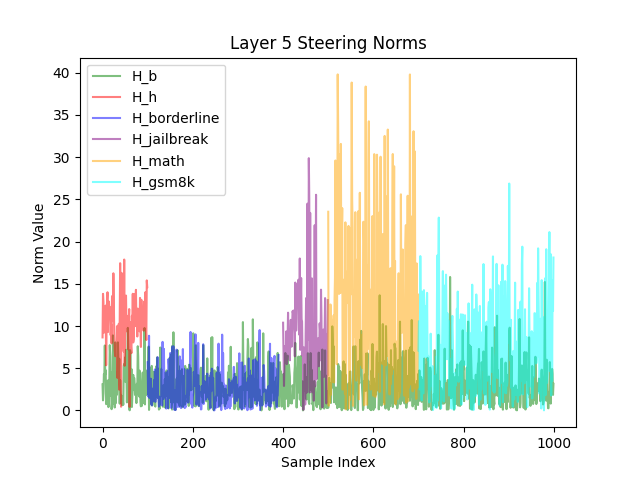 Layer 5 Steering Norms
40
35
30
25
20
15
10
5
0
Norm Value
H_b
H_h
H_borderline
H_jailbreak
H_math
H_gsm8k
0 200 400 600 800 1000
Sample Index